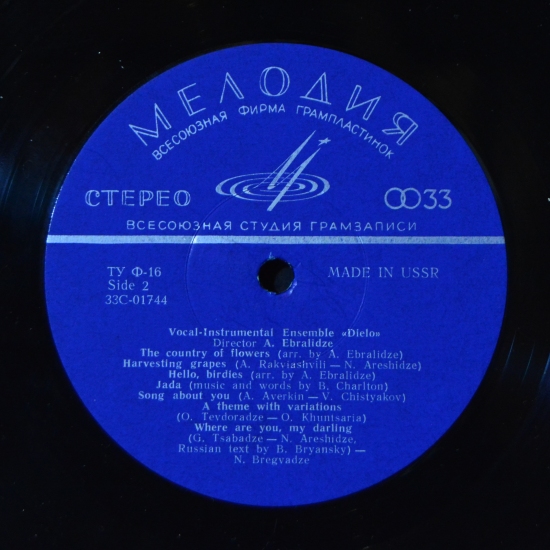 МЕЛОДИЯ
ВСЕСОЮЗНАЯ ФИРМА ГРАМПЛАСТИНОК
СТЕРЕО
33
ВСЕСОЮЗНАЯ СТУДИЯ ГРАМЗАПИСИ
ТУ Ф-16
MADE IN USSR
Side 2
33С-01744
Vocal-Instrumental Ensemble «Dielo»
Director A. Ebralidze
The country of flowers (arr. by A. Ebralidze)
Harvesting grapes (A. Rakviashvili — N. Areshidze)
Hello, birdies (arr. by A. Ebralidze)
Jada (music and words by B. Charlton)
Song about you (A. Averkin — V. Chistyakov)
A theme with variations
(O. Tevdoradze — O. Khuntsaria)
Where are you, my darling
(G. Tsabadze — N. Areshidze,
Russian text by B. Bryansky) —
N. Bregvadze